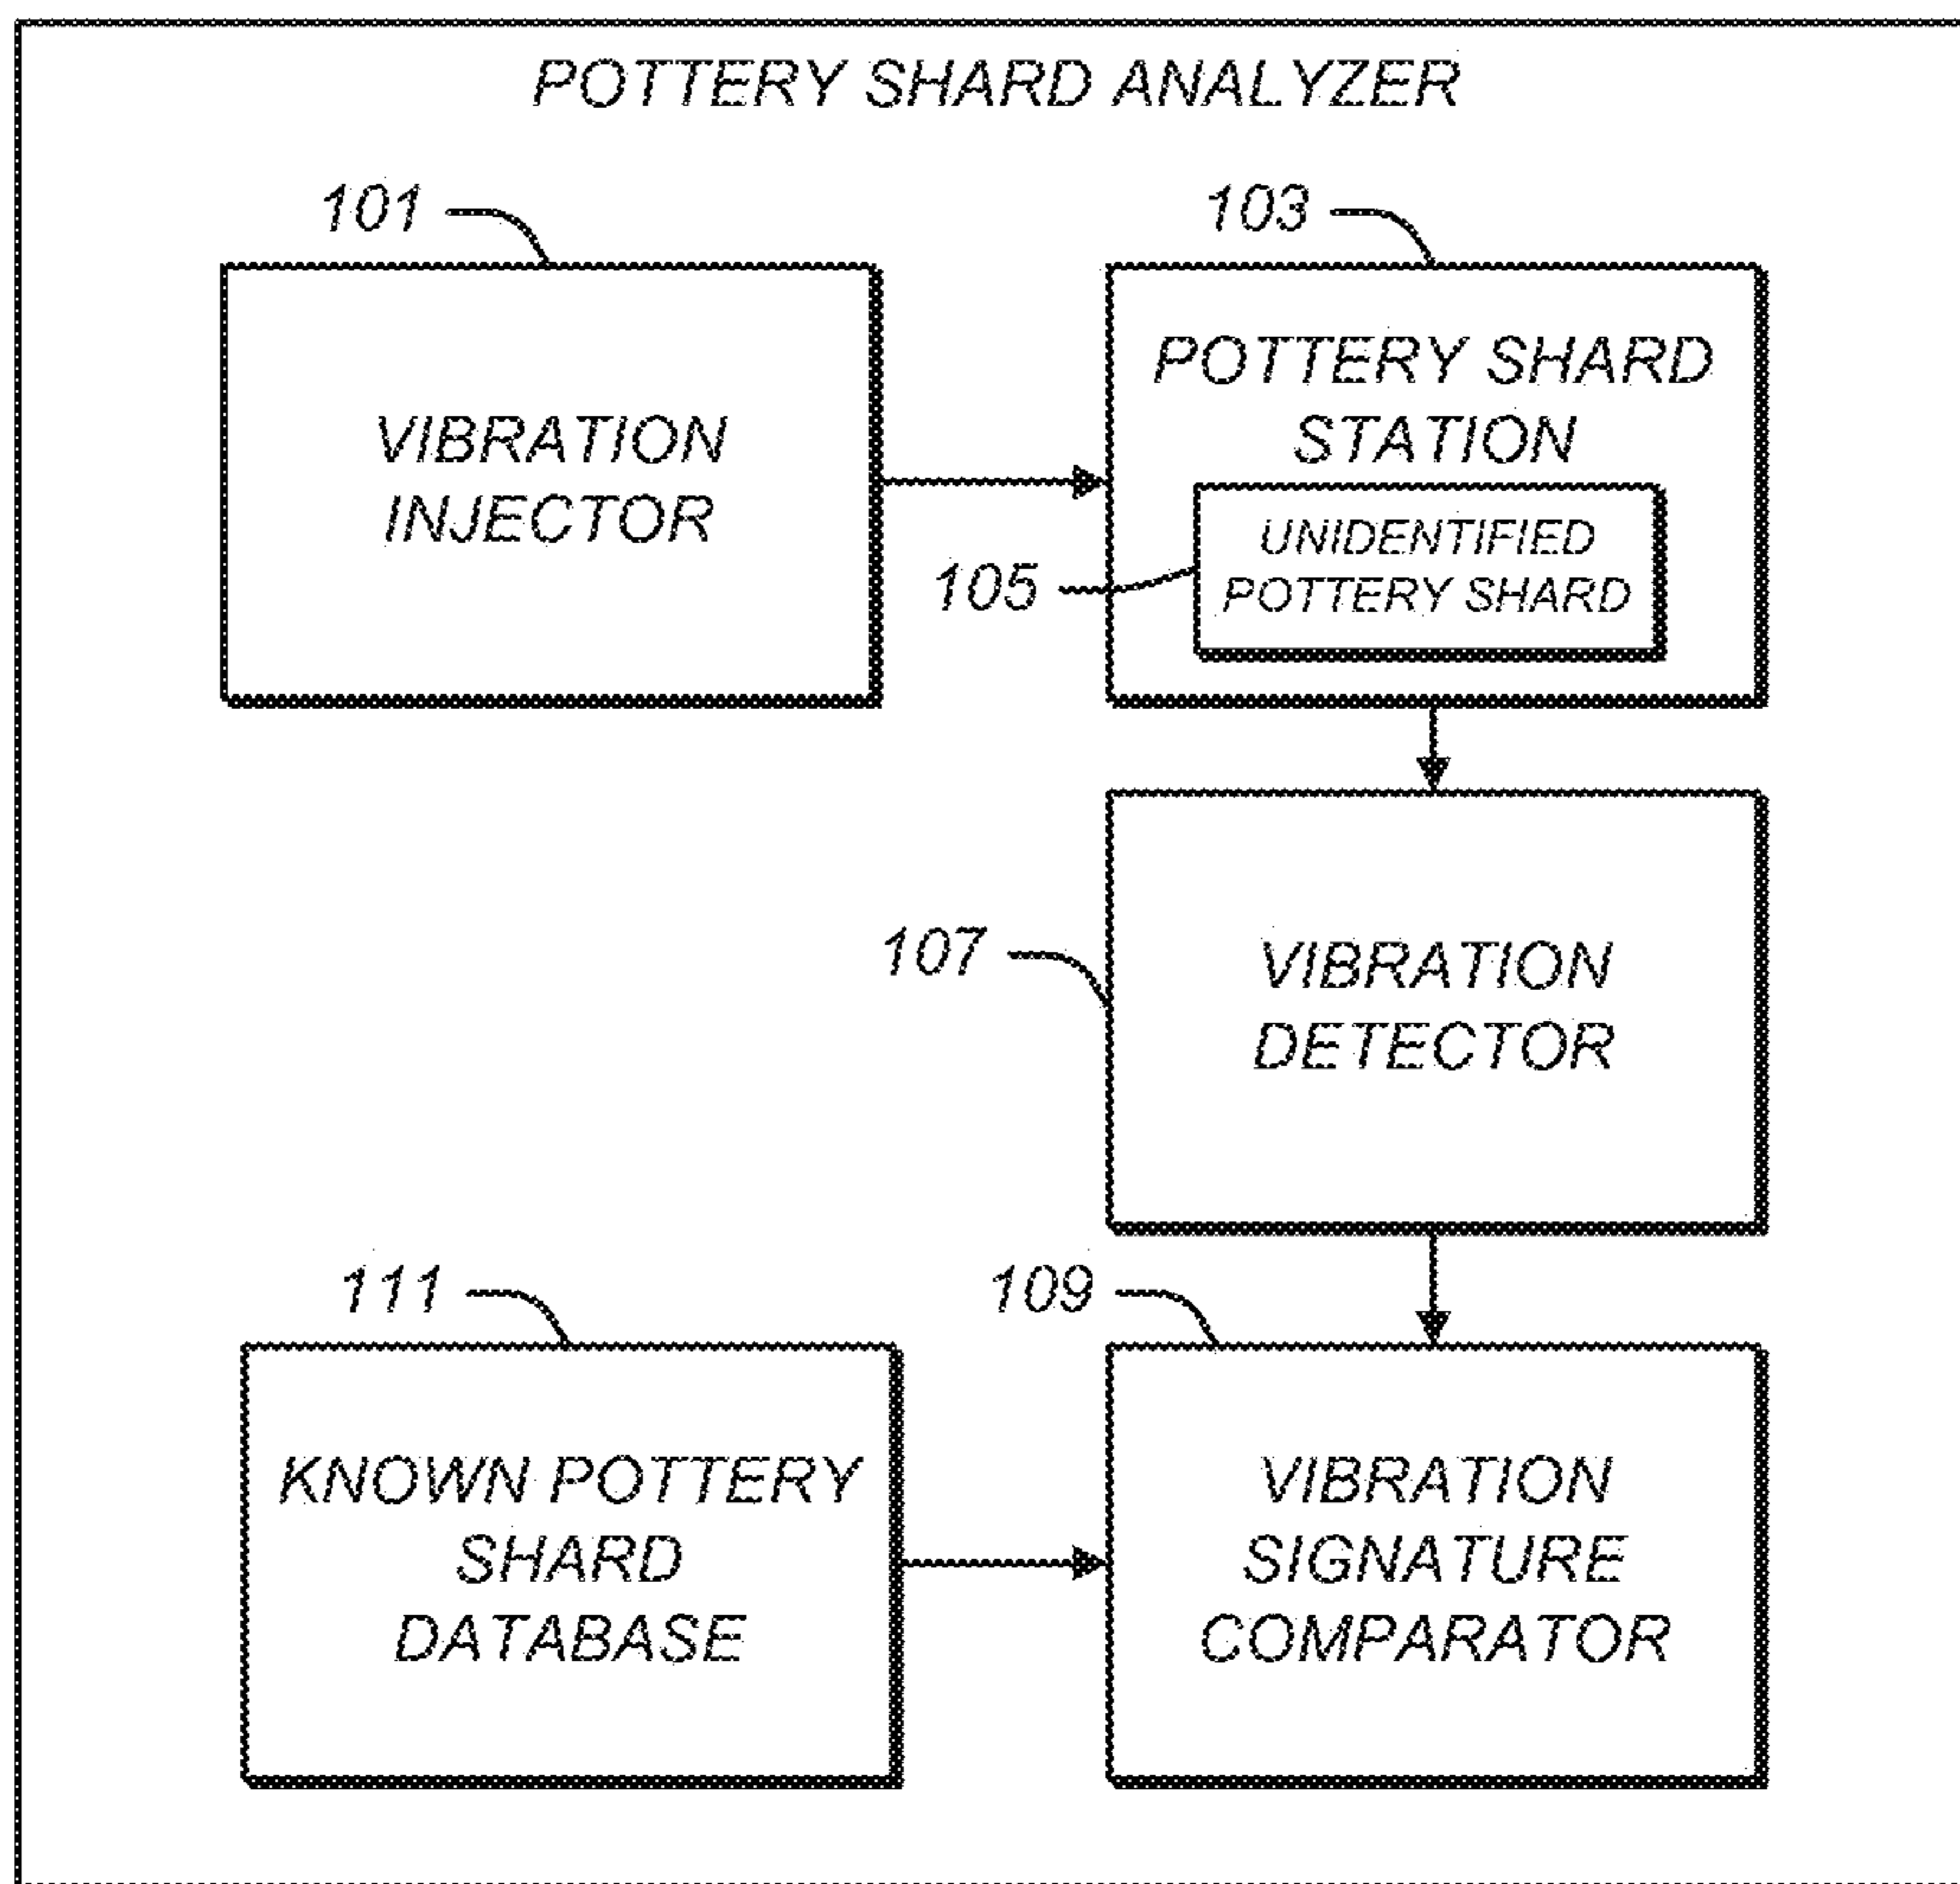 POTTERY SHARD ANALYZER
101
103
VIBRATION
INJECTOR
POTTERY SHARD
STATION
105
UNIDENTIFIED
POTTERY SHARD
107
VIBRATION
DETECTOR
111
109
KNOWN POTTERY
SHARD
DATABASE
VIBRATION
SIGNATURE
COMPARATOR